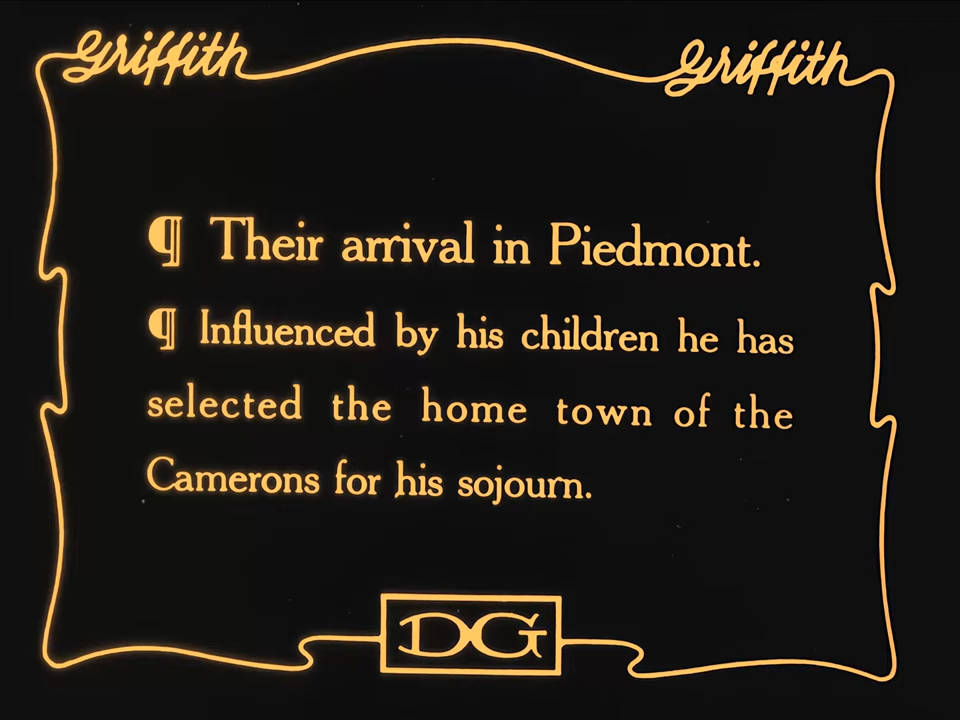 Griffith Griffith
¶ Their arrival in Piedmont.
¶ Influenced by his children he has
selected the home town of the
Camerons for his sojourn.
DG